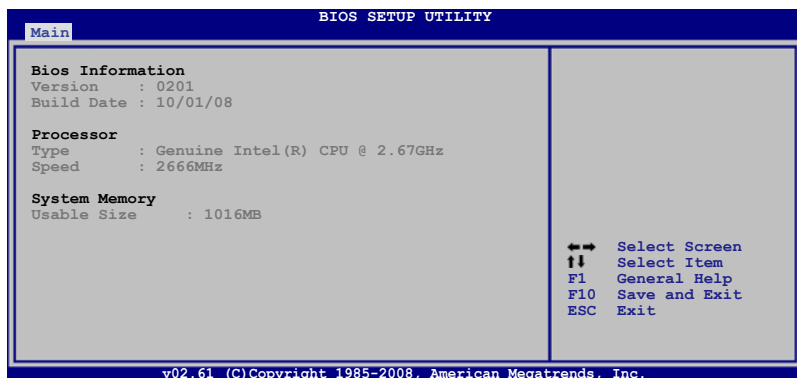 BIOS SETUP UTILITY
Main
Bios Information
Version : 0201
Build Date : 10/01/08
Processor
Type : Genuine Intel(R) CPU @ 2.67GHz
Speed : 2666MHz
System Memory
Usable Size : 1016MB
←→ Select Screen
↑↓ Select Item
F1 General Help
F10 Save and Exit
ESC Exit
v02.61 (C)Copyright 1985-2008, American Megatrends, Inc.